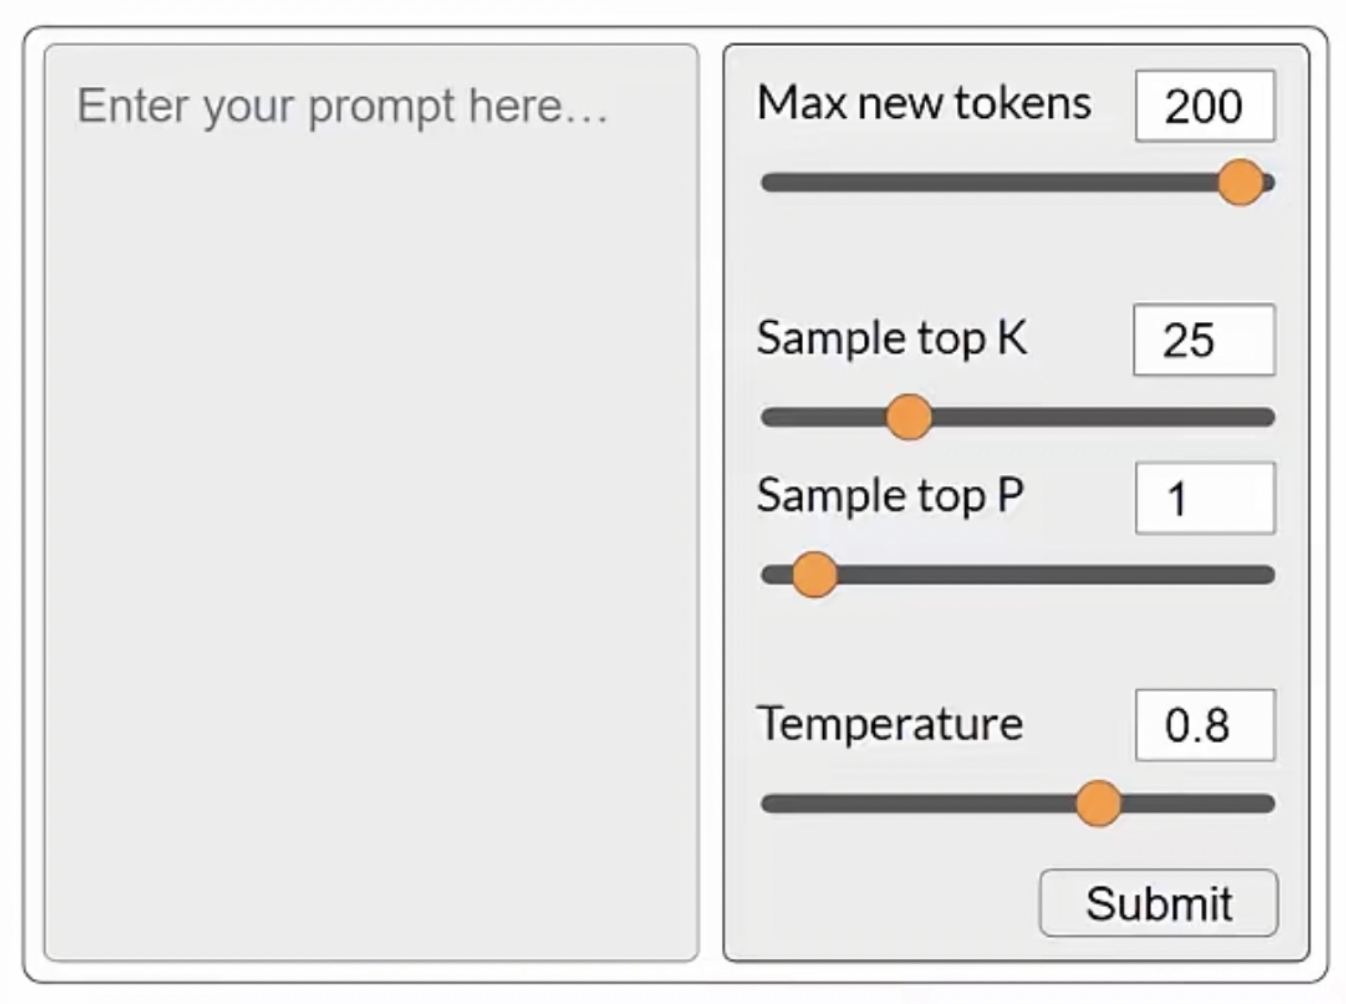 Enter your prompt here...
Max new tokens 200
Sample top K 25
Sample top P 1
Temperature 0.8
Submit